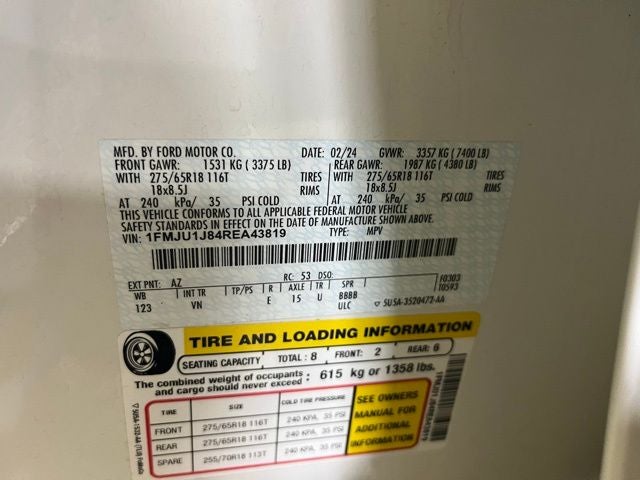 MFD. BY FORD MOTOR CO. DATE: 02/24 GVWR: 3357 KG ( 7400 LB)
FRONT GAWR: 1531 KG ( 3375 LB) REAR GAWR: 1987 KG ( 4380 LB)
WITH 275/65R18 116T TIRES WITH 275/65R18 116T TIRES
18x8.5J RIMS 18x8.5J RIMS
AT 240 kPa/ 35 PSI COLD AT 240 kPa/ 35 PSI COLD
THIS VEHICLE CONFORMS TO ALL APPLICABLE FEDERAL MOTOR VEHICLE
SAFETY STANDARDS IN EFFECT ON THE DATE OF MANUFACTURE SHOWN ABOVE.
VIN: 1FMJU1J84REA43819 TYPE: MPV
EXT PNT: AZ RC: 53 DSO: F0303
WB INT TR TP/PS R AXLE TR SPR T0593
123 VN E 15 U BBBB
ULC ▽ 5U5A-3520472-AA
TIRE AND LOADING INFORMATION
SEATING CAPACITY TOTAL : 8 FRONT: 2 REAR: 6
The combined weight of occupants and cargo should never exceed : 615 kg or 1358 lbs.
TIRE SIZE COLD TIRE PRESSURE
FRONT 275/65R18 116T 240 KPA, 35 PSI
REAR 275/65R18 116T 240 KPA, 35 PSI
SPARE 255/70R18 113T 240 KPA, 35 PSI
SEE OWNERS
MANUAL FOR
ADDITIONAL
INFORMATION
1FMJU1J84REA43819